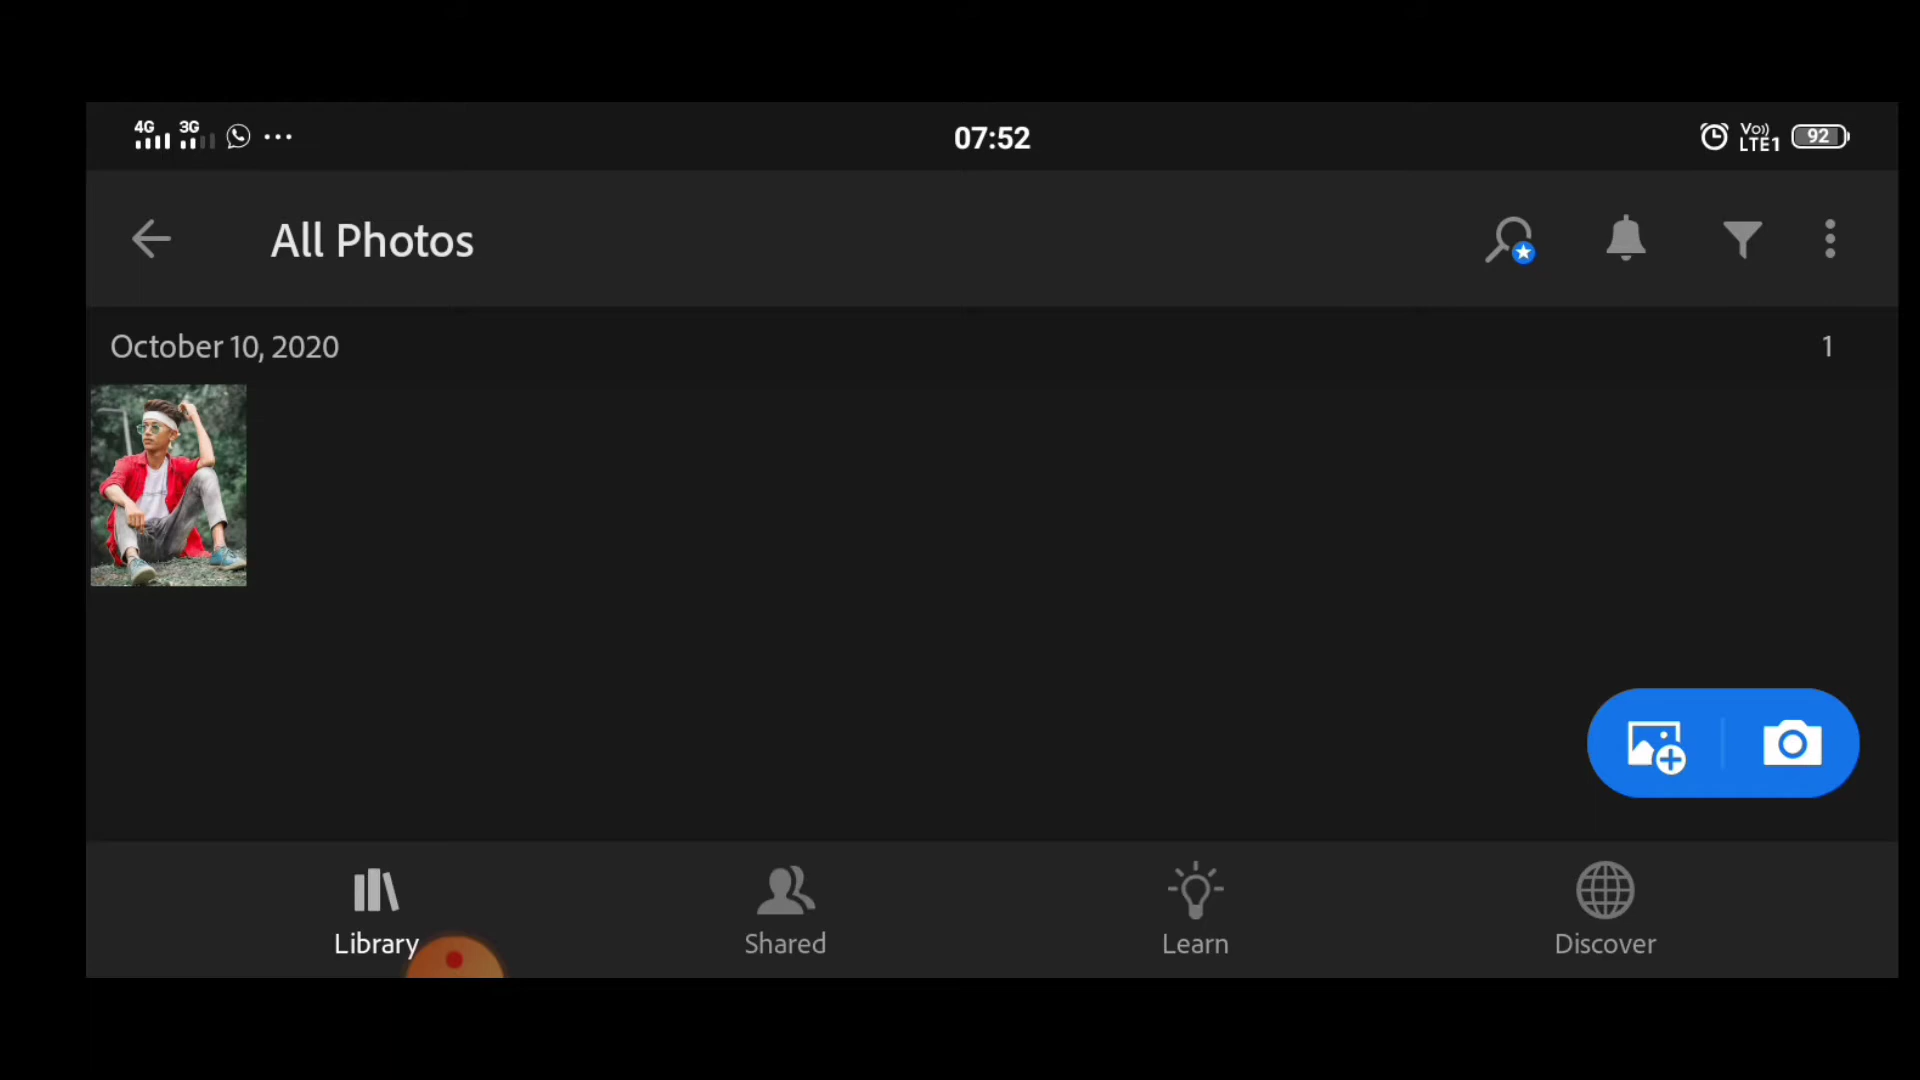 4G 3G 07:52 Vo)) LTE1 92
All Photos
October 10, 2020 1
Library Shared Learn Discover